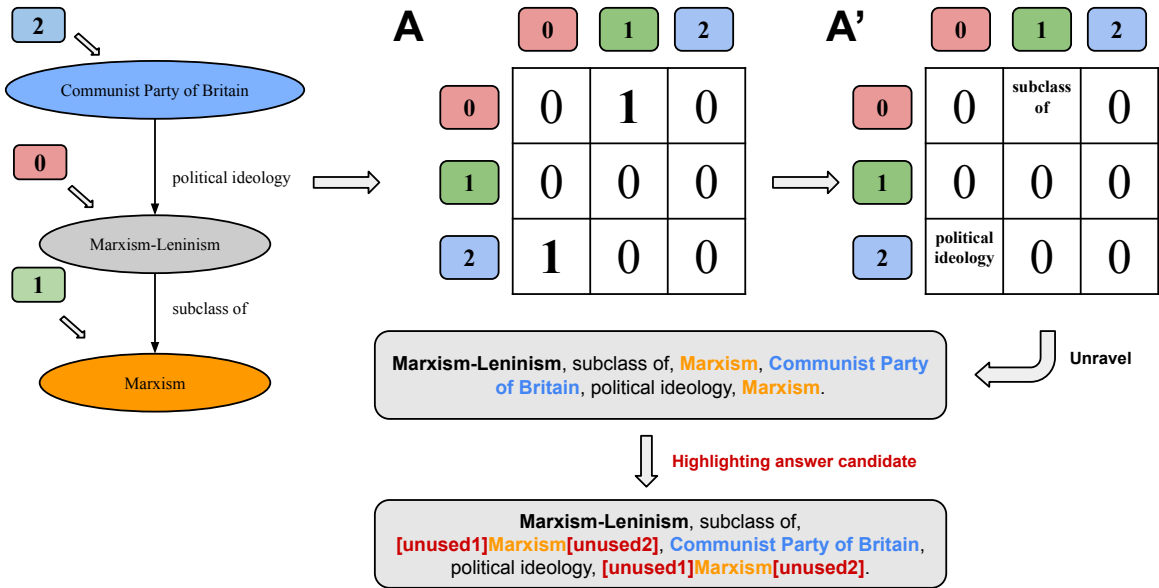 2
Communist Party of Britain
0
political ideology
Marxism-Leninism
1
subclass of
Marxism
A
0 1 2
0 0 1 0
1 0 0 0
2 1 0 0
A’
0 1 2
0 0 subclass of 0
1 0 0 0
2 political ideology 0 0
Unravel
Marxism-Leninism, subclass of, Marxism, Communist Party
of Britain, political ideology, Marxism.
Highlighting answer candidate
Marxism-Leninism, subclass of,
[unused1]Marxism[unused2], Communist Party of Britain,
political ideology, [unused1]Marxism[unused2].